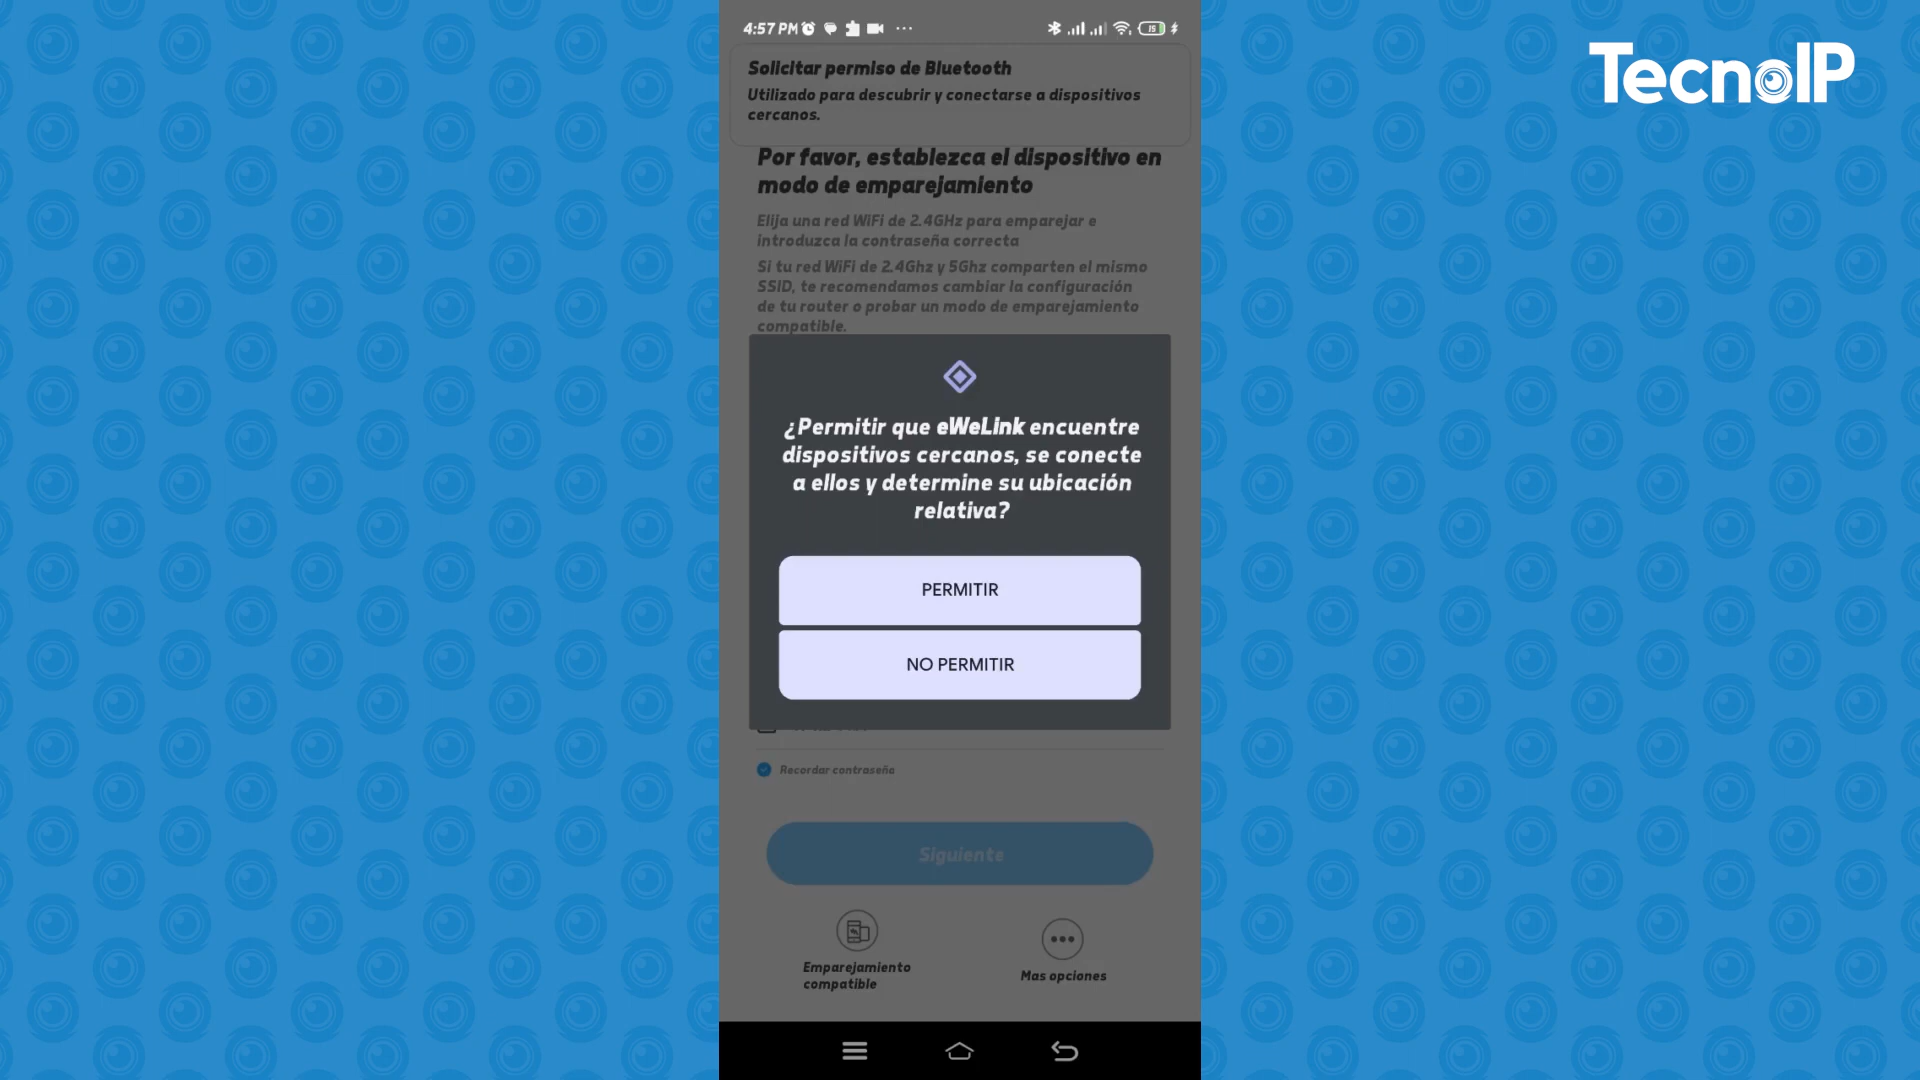 4:57 PM
15
TecnoIP
Solicitar permiso de Bluetooth
Utilizado para descubrir y conectarse a dispositivos
cercanos.
Por favor, establezca el dispositivo en
modo de emparejamiento
Elija una red WiFi de 2.4GHz para emparejar e
introduzca la contraseña correcta
Si tu red WiFi de 2.4Ghz y 5Ghz comparten el mismo
SSID, te recomendamos cambiar la configuración
de tu router o probar un modo de emparejamiento
compatible.
¿Permitir que eWeLink encuentre
dispositivos cercanos, se conecte
a ellos y determine su ubicación
relativa?
PERMITIR
NO PERMITIR
Recordar contraseña
Siguiente
Emparejamiento
compatible
Mas opciones